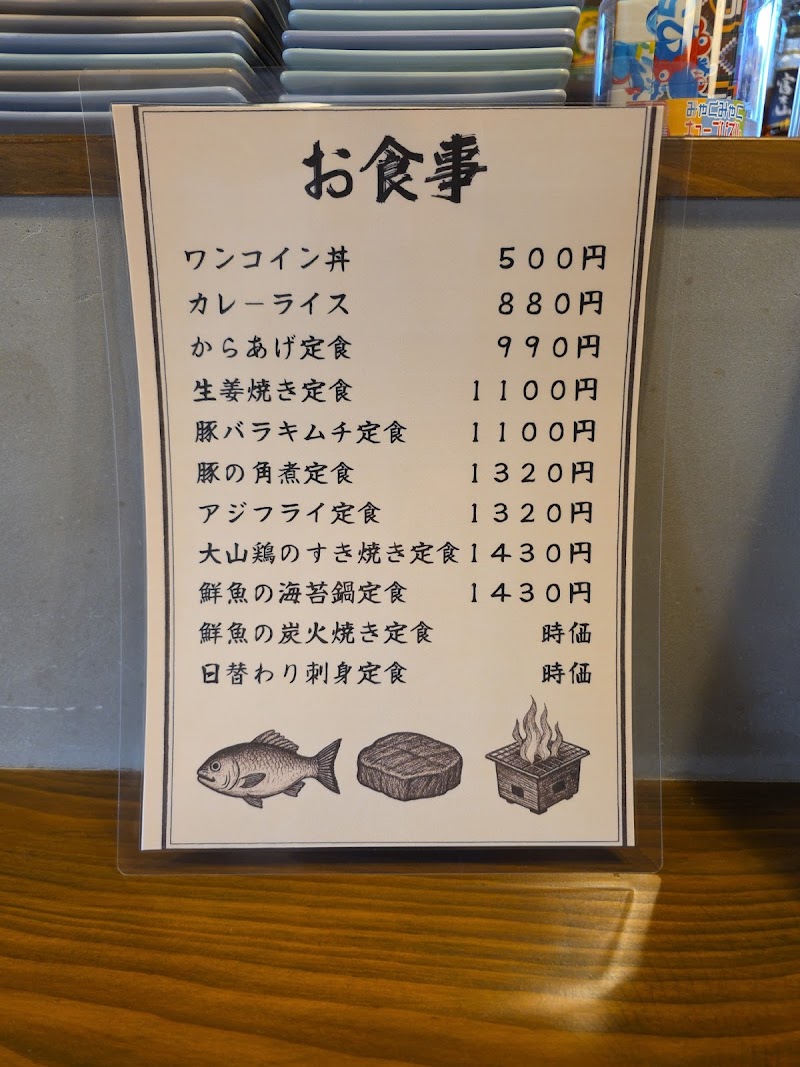 お食事
ワンコイン丼 500円
カレーライス 880円
からあげ定食 990円
生姜焼き定食 1100円
豚バラキムチ定食 1100円
豚の角煮定食 1320円
アジフライ定食 1320円
大山鶏のすき焼き定食 1430円
鮮魚の海苔鍋定食 1430円
鮮魚の炭火焼き定食 時価
日替わり刺身定食 時価